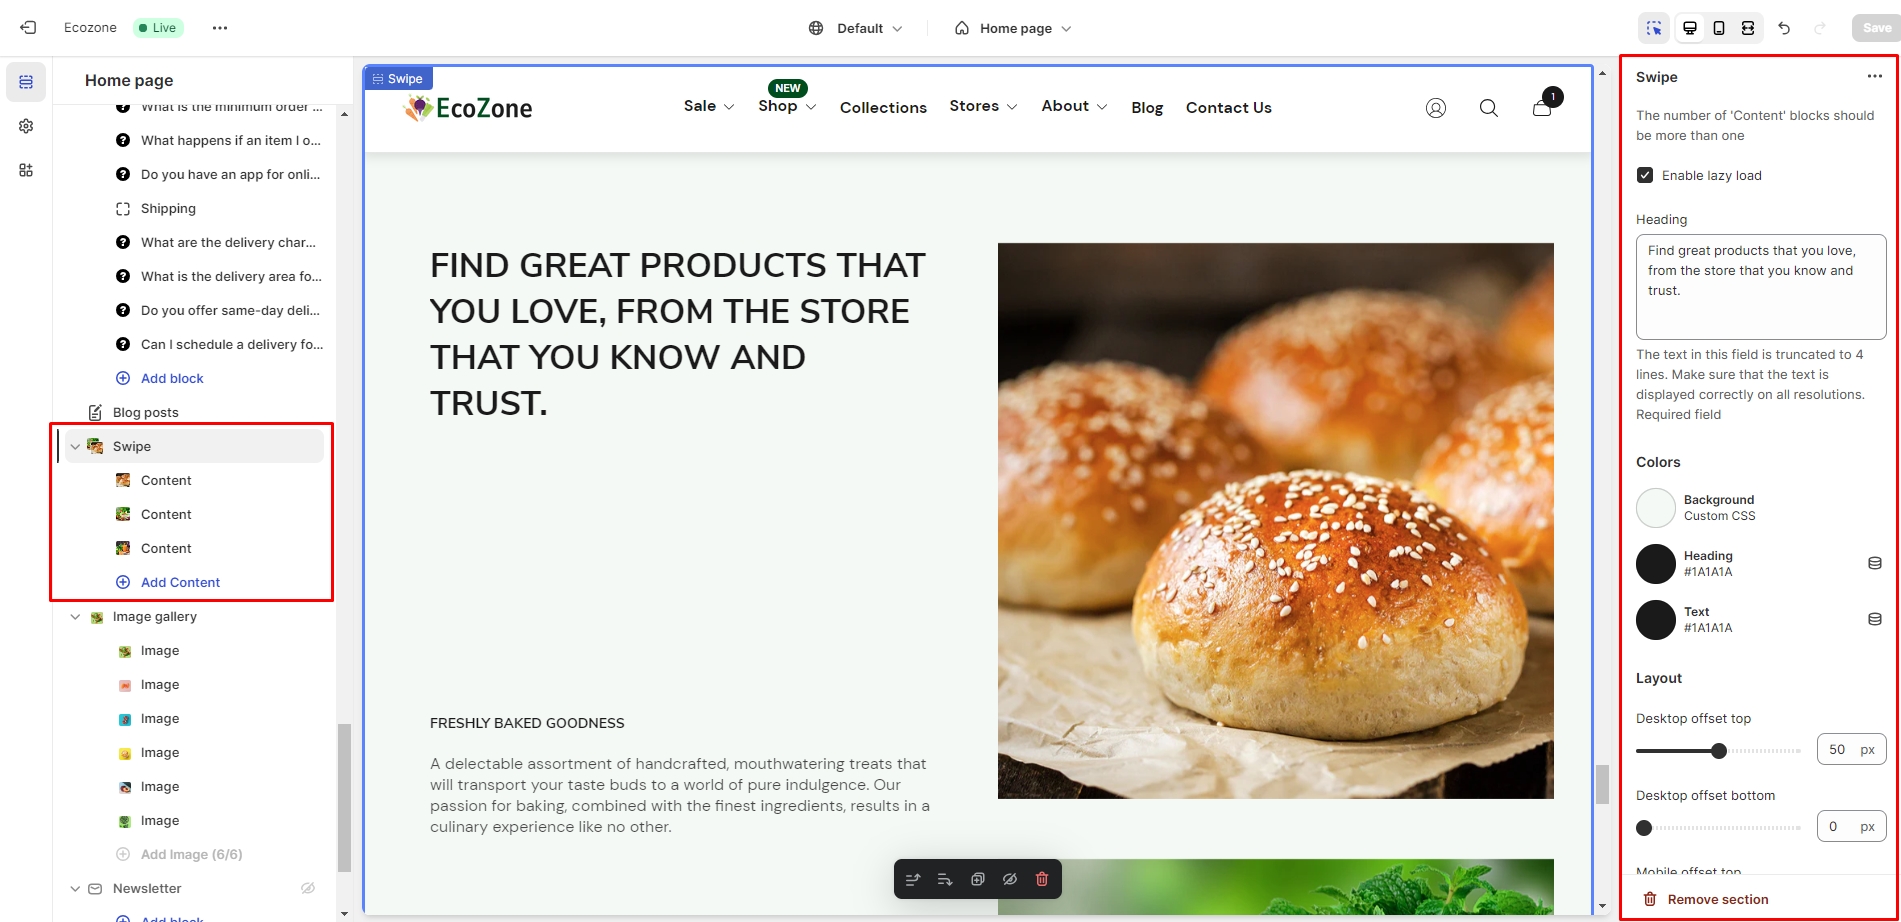 Ecozone
Live
Default
Home page
Save
Home page
What is the minimum order ...
What happens if an item I o...
Do you have an app for onli...
Shipping
What are the delivery char...
What is the delivery area fo...
Do you offer same-day deli...
Can I schedule a delivery fo...
Add block
Blog posts
Swipe
Content
Content
Content
Add Content
Image gallery
Image
Image
Image
Image
Image
Image
Add Image (6/6)
Newsletter
Add block
Swipe
EcoZone
Sale
NEW
Shop
Collections
Stores
About
Blog
Contact Us
1
FIND GREAT PRODUCTS THAT
YOU LOVE, FROM THE STORE
THAT YOU KNOW AND
TRUST.
FRESHLY BAKED GOODNESS
A delectable assortment of handcrafted, mouthwatering treats that
will transport your taste buds to a world of pure indulgence. Our
passion for baking, combined with the finest ingredients, results in a
culinary experience like no other.
Swipe
The number of 'Content' blocks should
be more than one
Enable lazy load
Heading
Find great products that you love,
from the store that you know and
trust.
The text in this field is truncated to 4
lines. Make sure that the text is
displayed correctly on all resolutions.
Required field
Colors
Background
Custom CSS
Heading
#1A1A1A
Text
#1A1A1A
Layout
Desktop offset top
50 px
Desktop offset bottom
0 px
Mobile offset top
Remove section